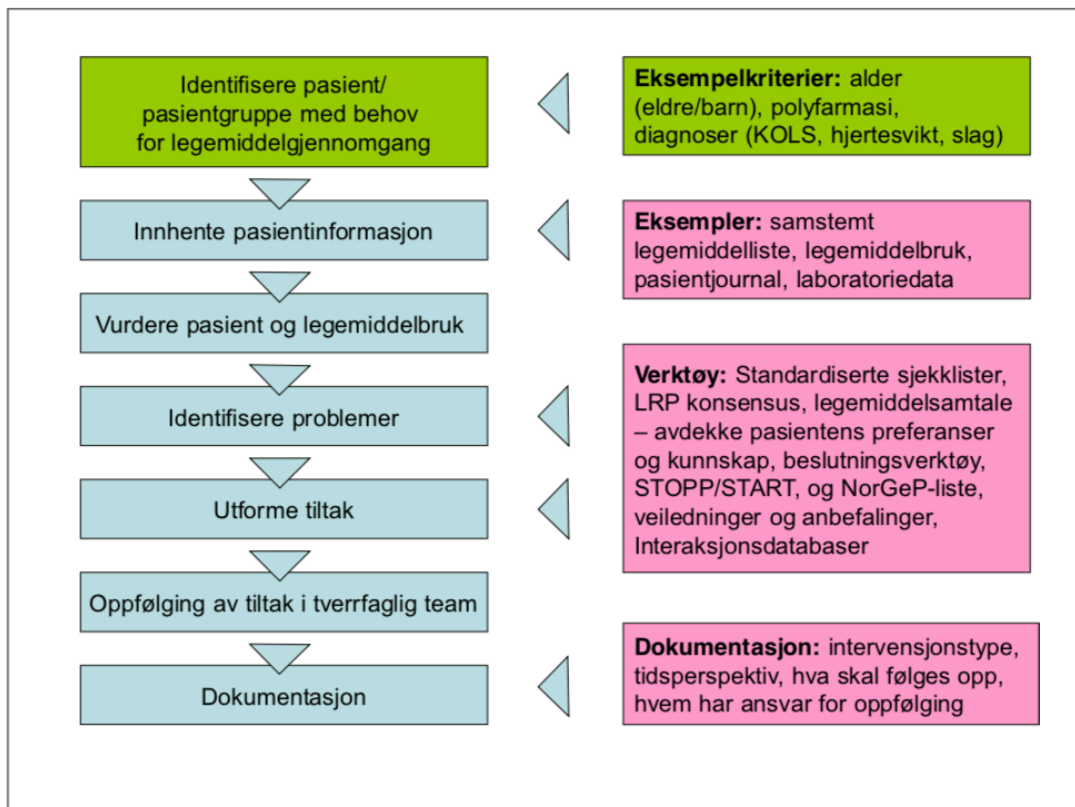 Identifisere pasient/
pasientgruppe med behov
for legemiddelgjennomgang
Eksempelkriterier: alder
(eldre/barn), polyfarmasi,
diagnoser (KOLS, hjertesvikt, slag)
Innhente pasientinformasjon
Eksempler: samstemt
legemiddelliste, legemiddelbruk,
pasientjournal, laboratoriedata
Vurdere pasient og legemiddelbruk
Identifisere problemer
Verktøy: Standardiserte sjekklister,
LRP konsensus, legemiddelsamtale
– avdekke pasientens preferanser
og kunnskap, beslutningsverktøy,
STOPP/START, og NorGeP-liste,
veiledninger og anbefalinger,
Interaksjonsdatabaser
Utforme tiltak
Oppfølging av tiltak i tverrfaglig team
Dokumentasjon
Dokumentasjon: intervensjonstype,
tidsperspektiv, hva skal følges opp,
hvem har ansvar for oppfølging